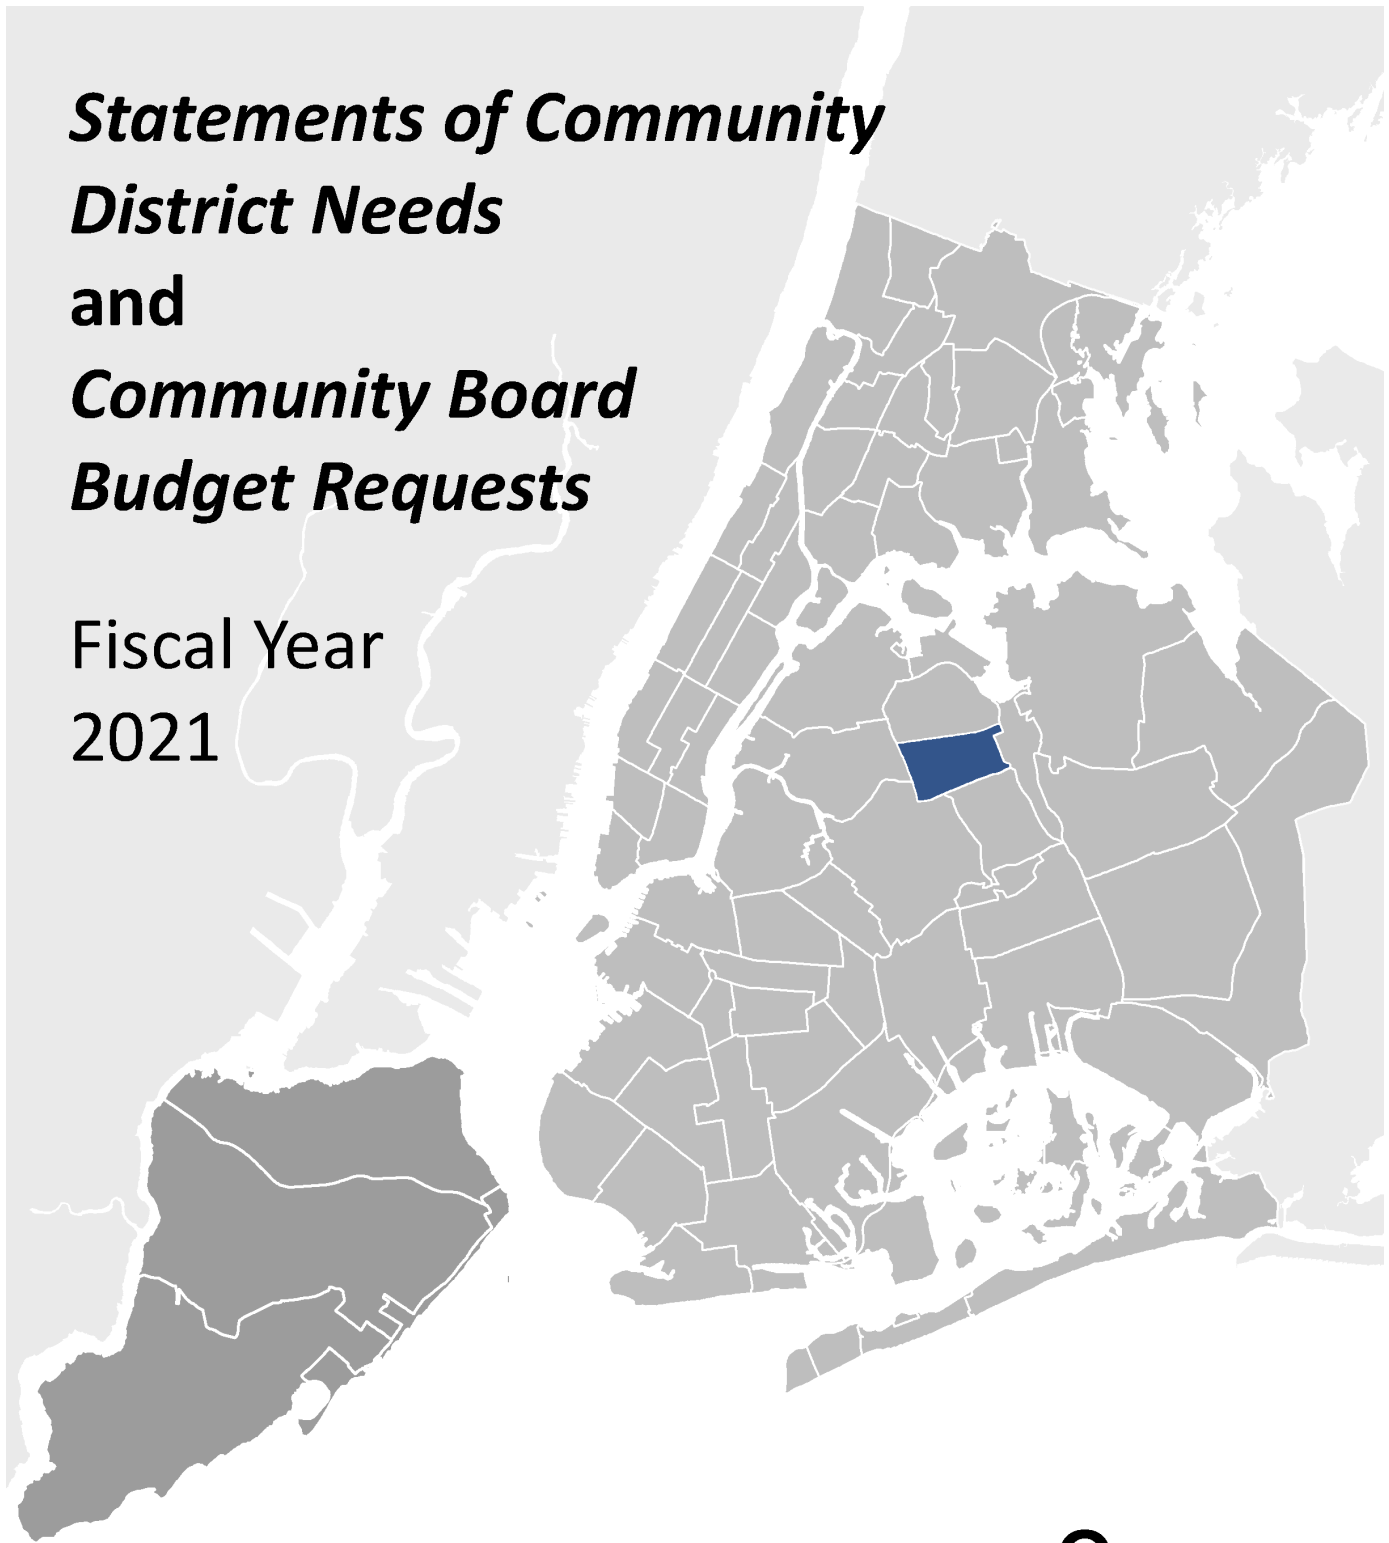 Statements of Community
District Needs
and
Community Board
Budget Requests
Fiscal Year
2021